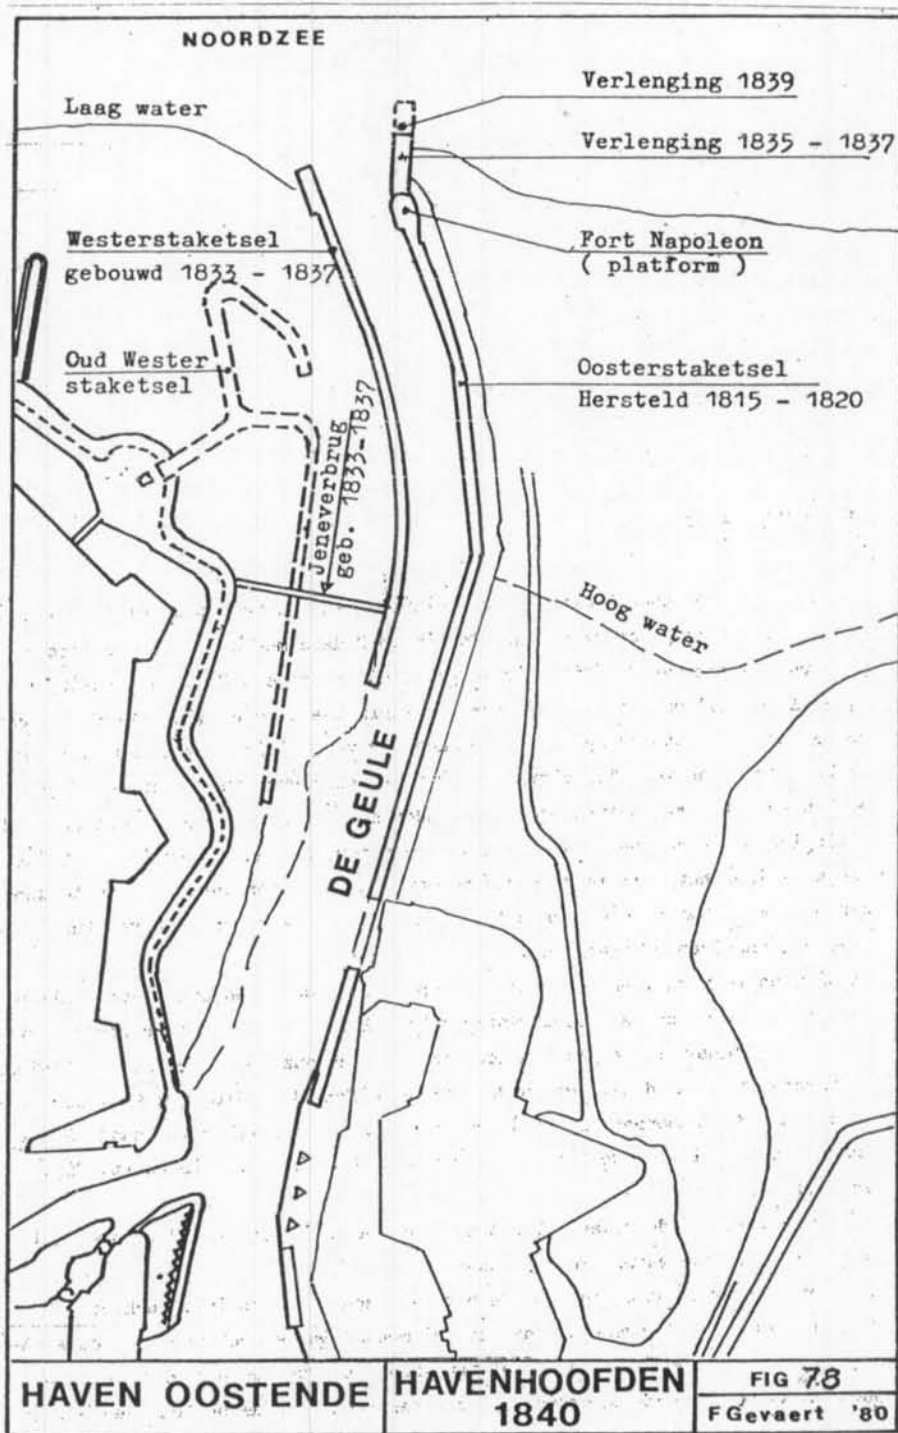 NOORDZEE
Verlenging 1839
Laag water
Verlenging 1835 - 1837
Westerstaketsel
gebouwd 1833 - 1837
Fort Napoleon
( platform )
Oud Wester
staketsel
Oosterstaketsel
Hersteld 1815 - 1820
Jeneverbrug
geb. 1833-1837
Hoog water
DE GEULE
HAVEN OOSTENDE
HAVENHOOFDEN
1840
FIG 78
F Gevaert '80